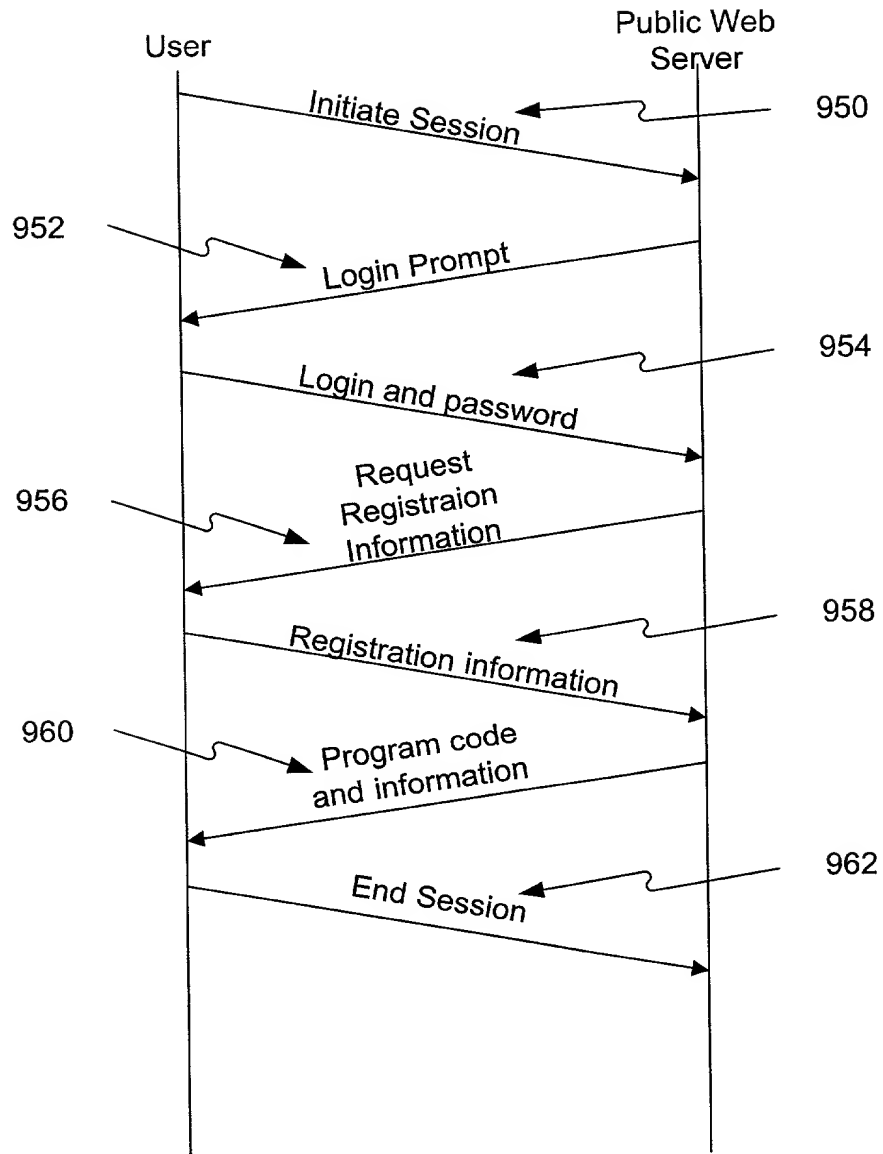 User
Public Web
Server
Initiate Session
950
952
Login Prompt
954
Login and password
956
Request
Registraion
Information
958
Registration information
960
Program code
and information
962
End Session